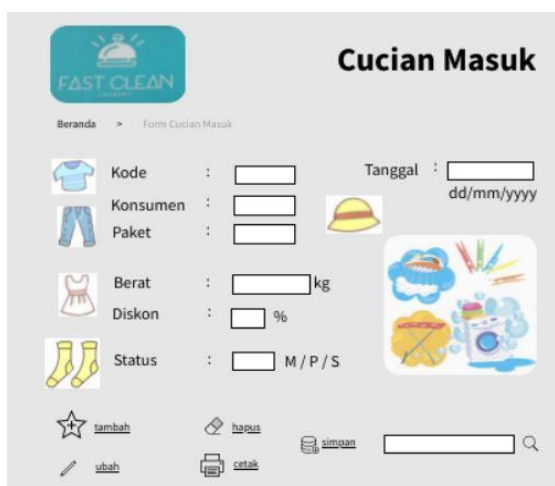 FAST CLEAN
LAUNDRY
Cucian Masuk
Beranda > Form Cucian Masuk
Kode :
Tanggal :
dd/mm/yyyy
Konsumen :
Paket :
Berat : kg
Diskon : %
Status : M / P / S
tambah
hapus
simpan
ubah
cetak